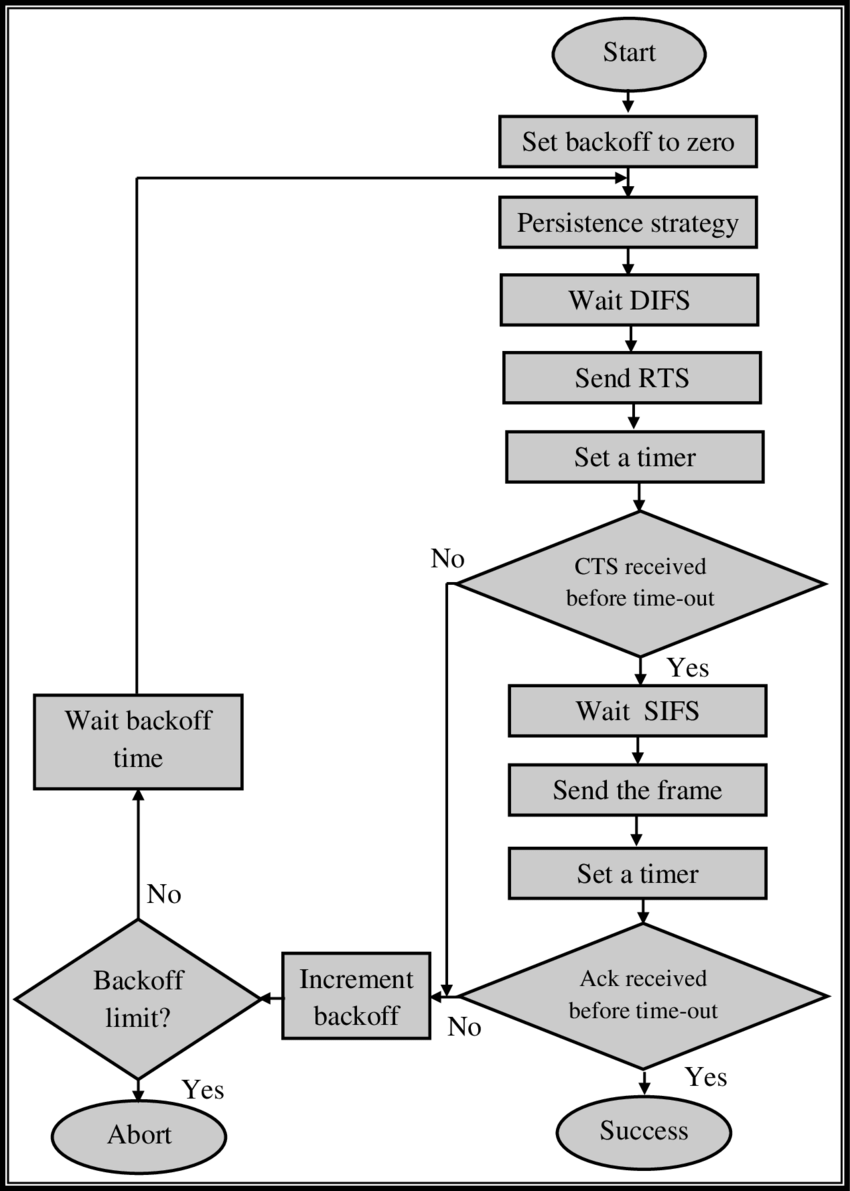 Start
Set backoff to zero
Persistence strategy
Wait DIFS
Send RTS
Set a timer
No
CTS received
before time-out
Yes
Wait SIFS
Send the frame
Set a timer
Ack received
before time-out
No
Yes
Success
Increment
backoff
Backoff
limit?
No
Wait backoff
time
Yes
Abort